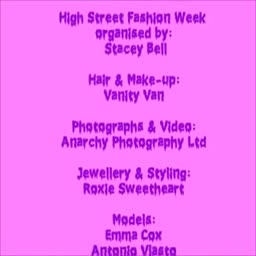 High Street Fashion Week
organised by:
Stacey Bell
Hair & Make-up:
Vanity Van
Photographs & Video:
Anarchy Photography Ltd
Jewellery & Styling:
Roxie Sweetheart
Models:
Emma Cox
Antonio Vlasto